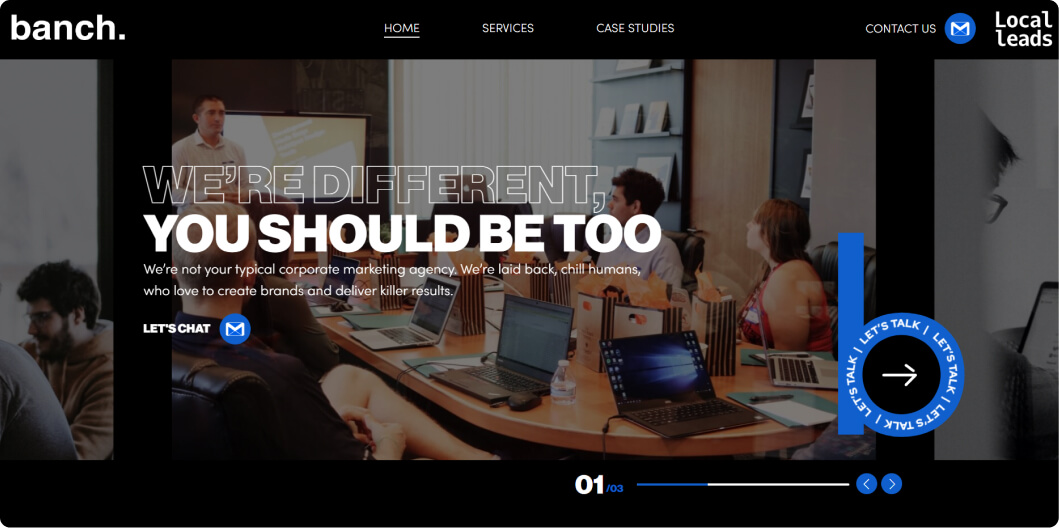 banch.
HOME
SERVICES
CASE STUDIES
CONTACT US
Local
leads
WE'RE DIFFERENT,
YOU SHOULD BE TOO
We're not your typical corporate marketing agency. We're laid back, chill humans,
who love to create brands and deliver killer results.
LET'S CHAT
LET'S TALK | LET'S TALK | LET'S TALK | LET'S TALK |
01/03